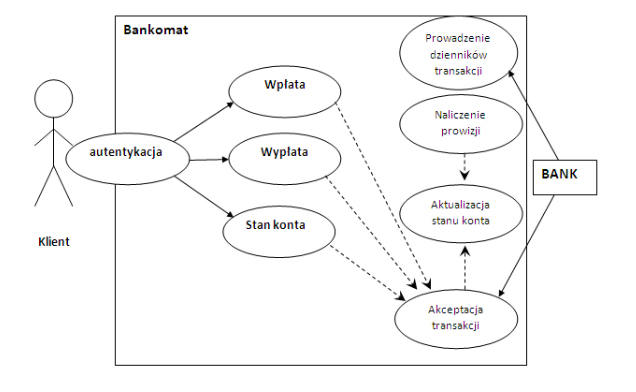 Bankomat
Prowadzenie
dzienników
transakcji
Wpłata
Naliczenie
prowizji
autentykacja
Wypłata
BANK
Aktualizacja
stanu konta
Stan konta
Klient
Akceptacja
transakcji